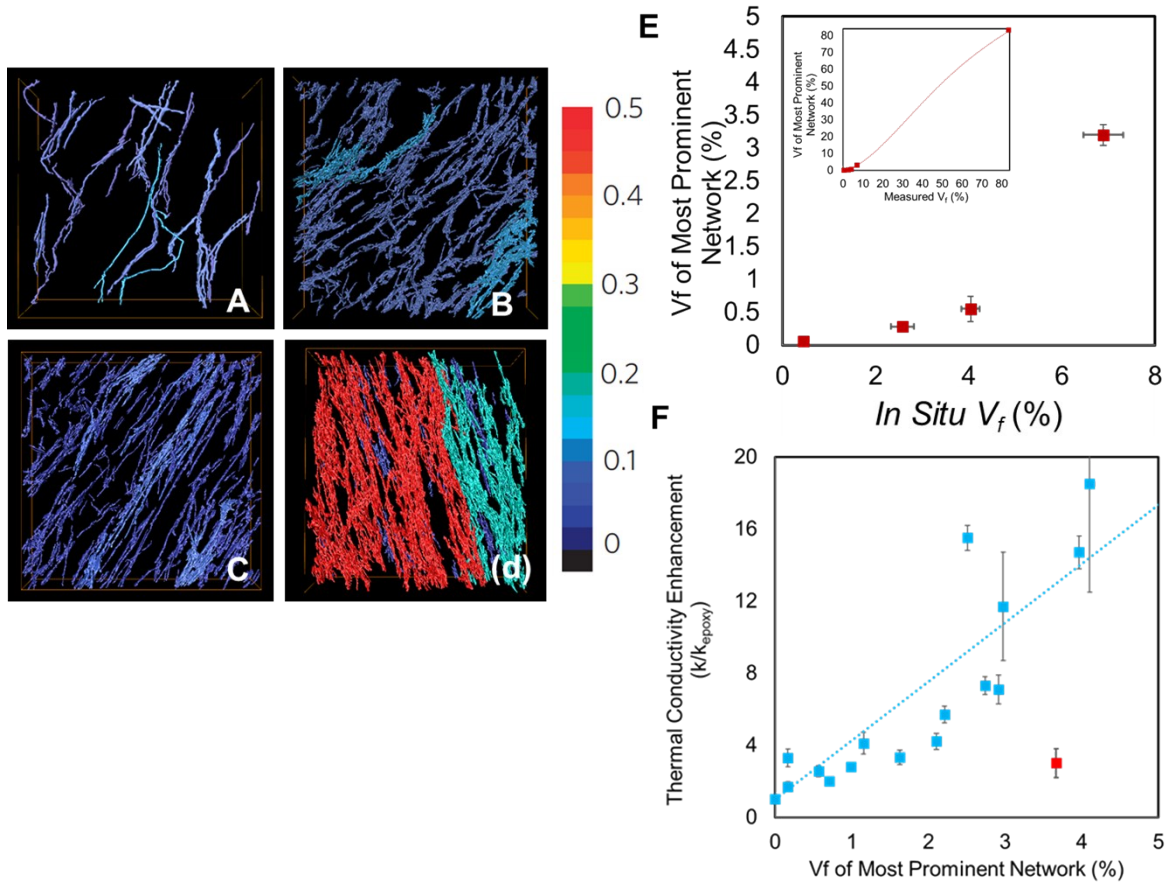 A
B
C
(d)
0.5
0.4
0.3
0.2
0.1
0
E
Vf of Most Prominent
Network (%)
5
4.5
4
3.5
3
2.5
2
1.5
1
0.5
0
0 2 4 6 8
In Situ Vf (%)
Vf of Most Prominent
Network (%)
80
70
60
50
40
30
20
10
0
0 10 20 30 40 50 60 70 80
Measured Vf (%)
F
Thermal Conductivity Enhancement
(k/kepoxy)
20
16
12
8
4
0
0 1 2 3 4 5
Vf of Most Prominent Network (%)